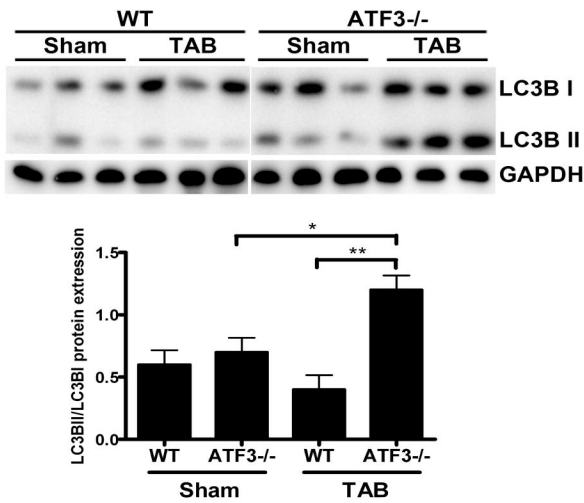 WT ATF3-/-
Sham TAB Sham TAB
LC3B I
LC3B II
GAPDH
* 
**
1.5
1.0
0.5
0.0
LC3BII/LC3BI protein extression
WT ATF3-/- WT ATF3-/-
Sham TAB